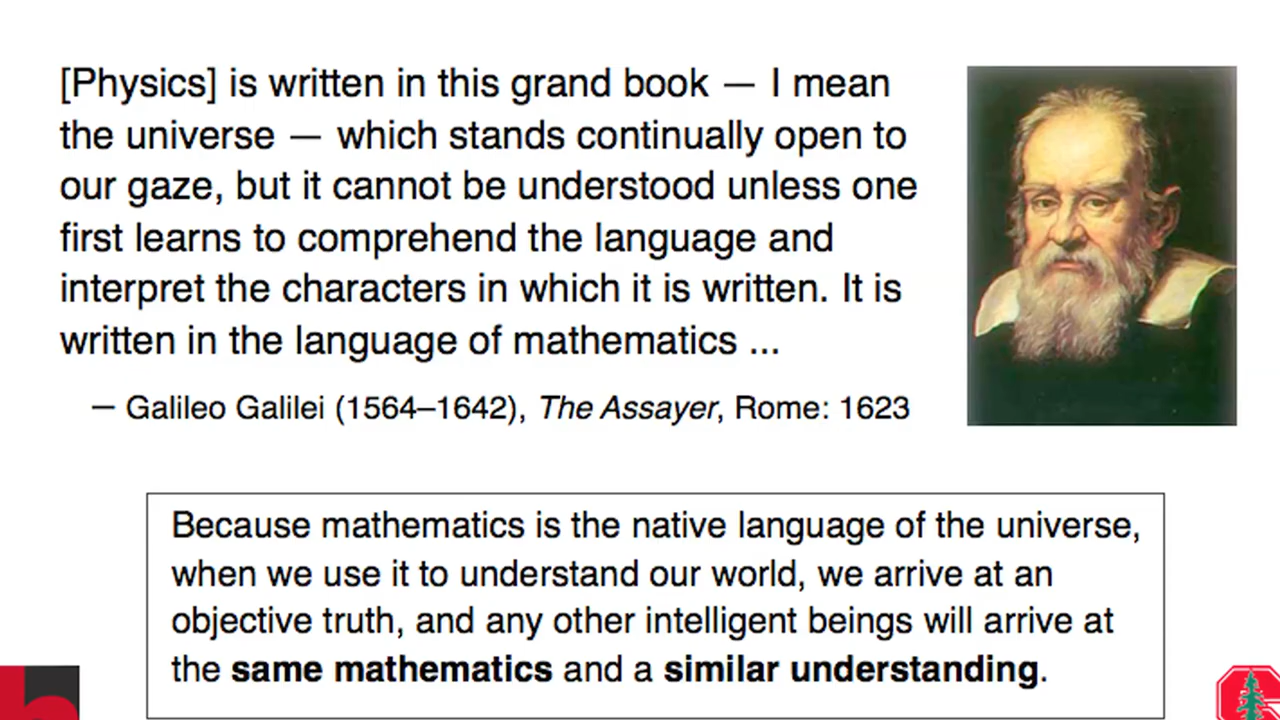 [Physics] is written in this grand book — I mean
the universe — which stands continually open to
our gaze, but it cannot be understood unless one
first learns to comprehend the language and
interpret the characters in which it is written. It is
written in the language of mathematics ...
— Galileo Galilei (1564–1642), The Assayer, Rome: 1623
Because mathematics is the native language of the universe,
when we use it to understand our world, we arrive at an
objective truth, and any other intelligent beings will arrive at
the same mathematics and a similar understanding.